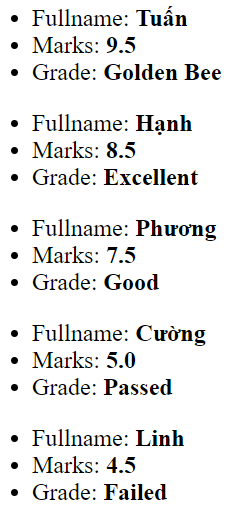 Fullname: Tuấn
Marks: 9.5
Grade: Golden Bee
Fullname: Hạnh
Marks: 8.5
Grade: Excellent
Fullname: Phương
Marks: 7.5
Grade: Good
Fullname: Cường
Marks: 5.0
Grade: Passed
Fullname: Linh
Marks: 4.5
Grade: Failed